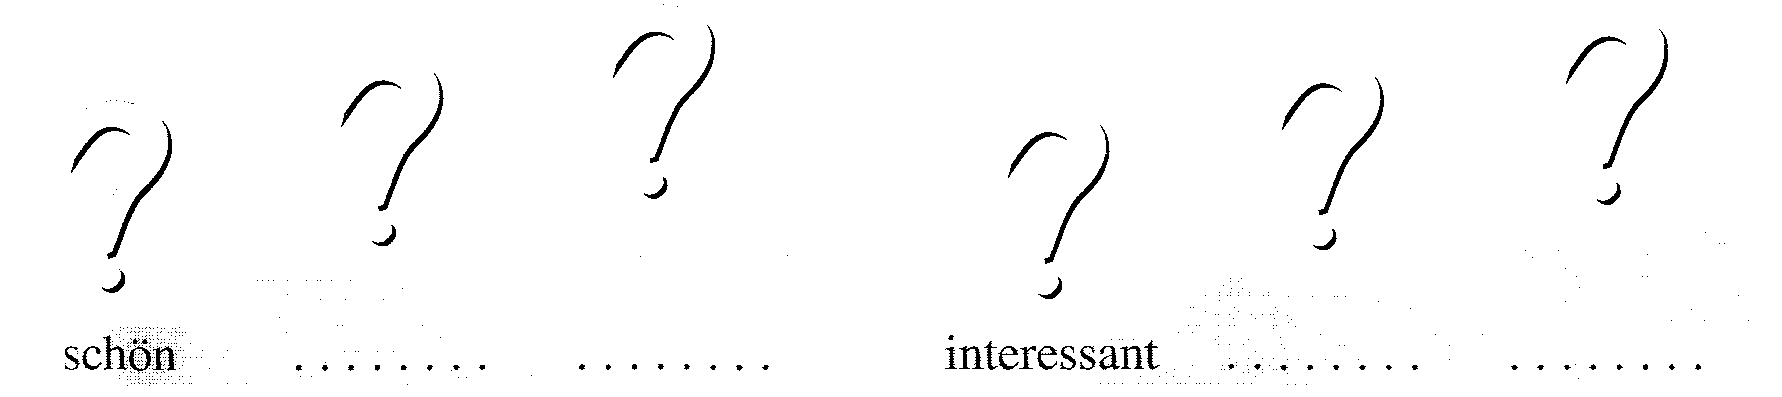 ? ? ? ? ? ?
schön ........ ........ interessant ........ ........